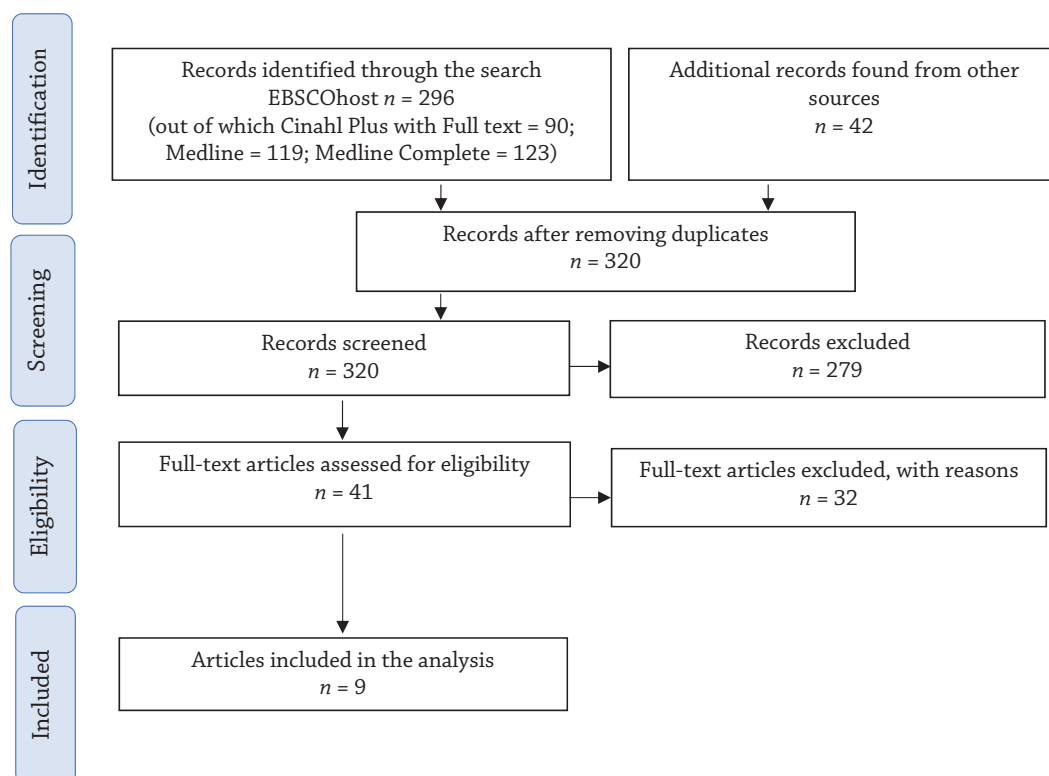 Identification
Records identified through the search
EBSCOhost n = 296
(out of which Cinahl Plus with Full text = 90;
Medline = 119; Medline Complete = 123)
Additional records found from other
sources
n = 42
Records after removing duplicates
n = 320
Screening
Records screened
n = 320
Records excluded
n = 279
Eligibility
Full-text articles assessed for eligibility
n = 41
Full-text articles excluded, with reasons
n = 32
Included
Articles included in the analysis
n = 9